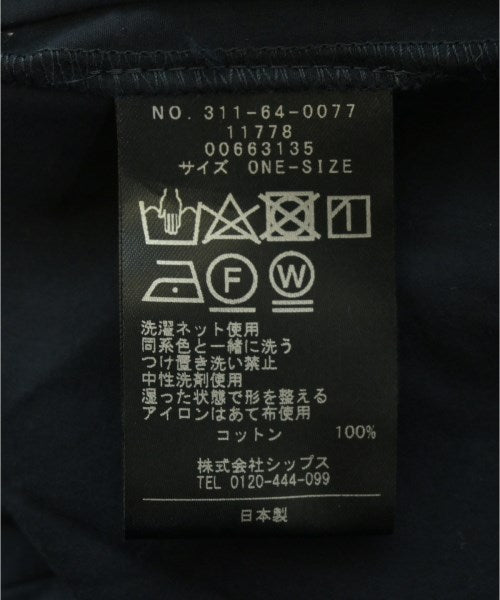 NO. 311-64-0077
11778
00663135
サイズ ONE-SIZE
F W
洗濯ネット使用
同系色と一緒に洗う
つけ置き洗い禁止
中性洗剤使用
湿った状態で形を整える
アイロンはあて布使用
コットン 100%
株式会社シップス
TEL 0120-444-099
日本製